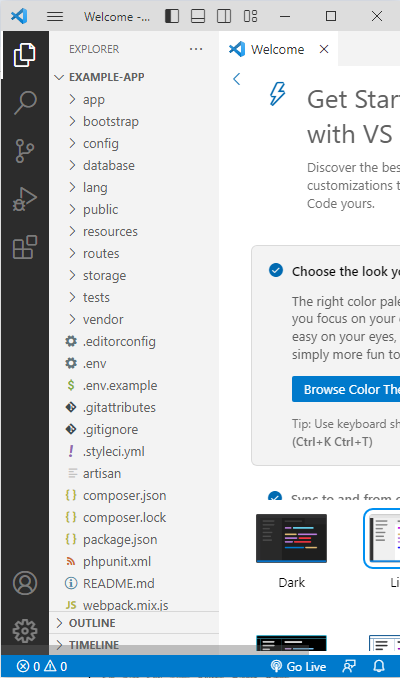 Welcome -...
EXPLORER
EXAMPLE-APP
app
bootstrap
config
database
lang
public
resources
routes
storage
tests
vendor
.editorconfig
.env
$ .env.example
.gitattributes
.gitignore
! .styleci.yml
artisan
{} composer.json
{} composer.lock
{} package.json
phpunit.xml
README.md
JS webpack.mix.js
OUTLINE
TIMELINE
Welcome
Get Star
with VS
Discover the bes
customizations t
Code yours.
Choose the look yo
The right color pale
you focus on your
easy on your eyes,
simply more fun to
Browse Color The
Tip: Use keyboard sh
(Ctrl+K Ctrl+T)
Sync to and from o
Dark
Li
0 0
Go Live